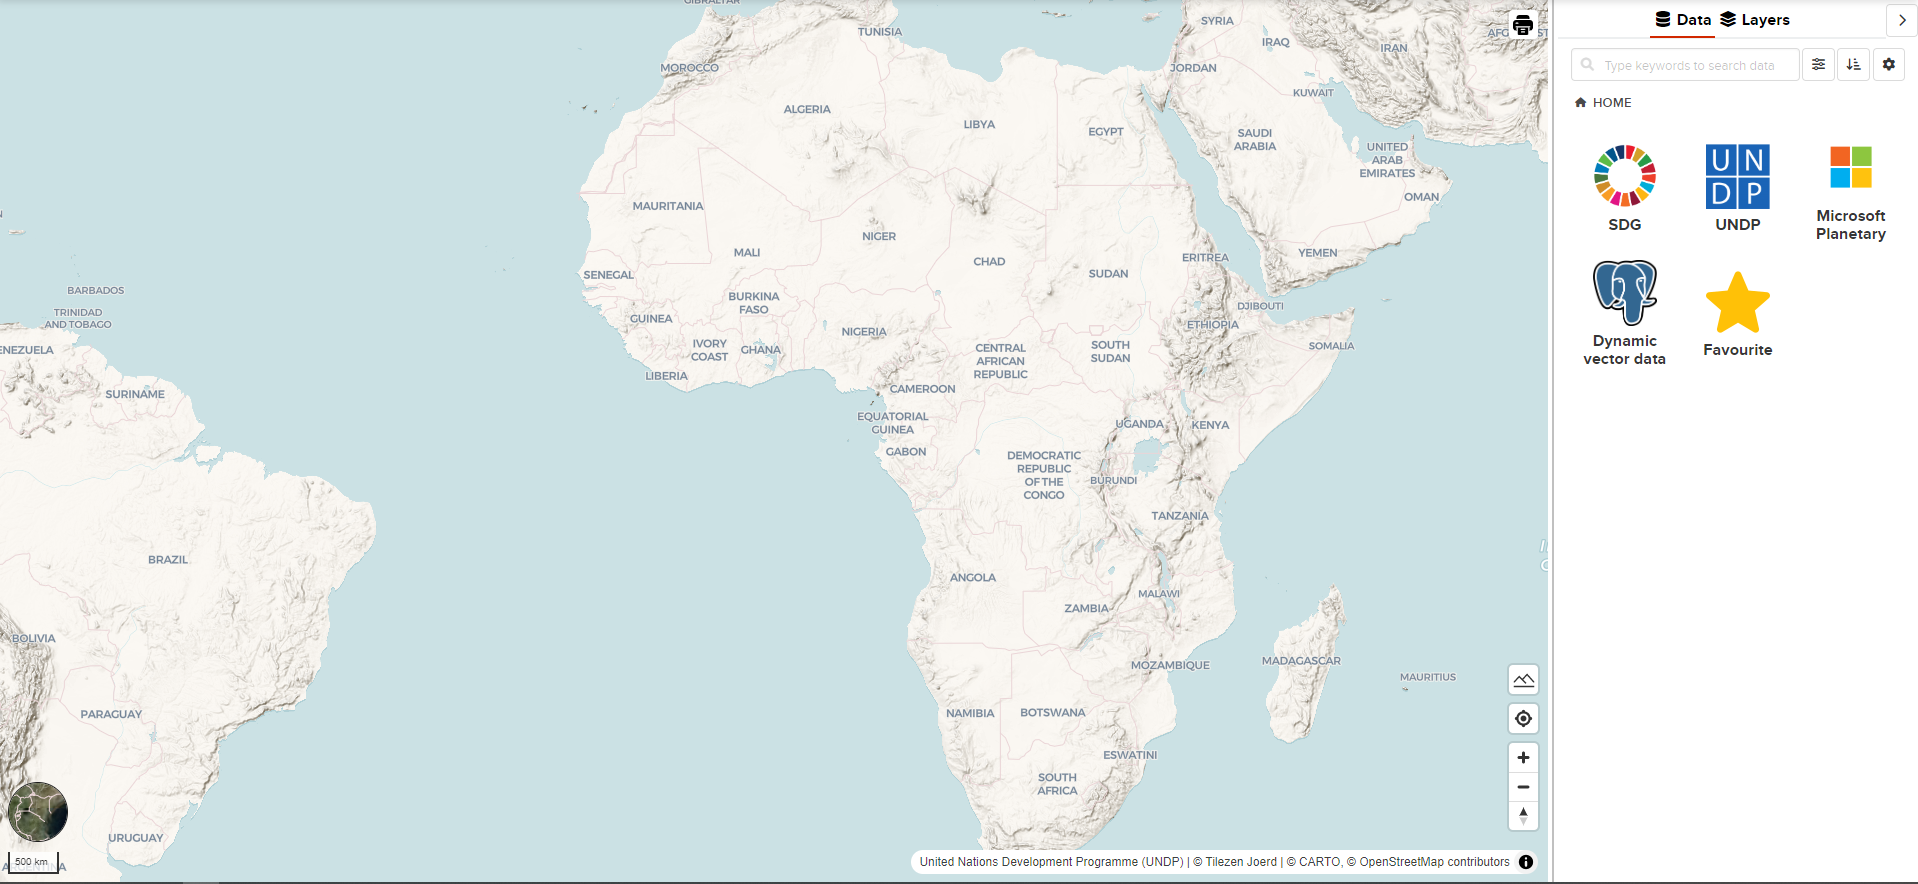 GIBRALTAR
TUNISIA
SYRIA
MOROCCO
IRAQ
IRAN
JORDAN
KUWAIT
ALGERIA
LIBYA
EGYPT
SAUDI
ARABIA
UNITED
ARAB
EMIRATES
OMAN
MAURITANIA
MALI
NIGER
CHAD
SUDAN
ERITREA
YEMEN
SENEGAL
BARBADOS
BURKINA
FASO
DJIBOUTI
TRINIDAD
AND TOBAGO
GUINEA
NIGERIA
ETHIOPIA
ENEZUELA
IVORY
COAST
GHANA
CENTRAL
AFRICAN
REPUBLIC
SOUTH
SUDAN
SOMALIA
LIBERIA
CAMEROON
SURINAME
EQUATORIAL
GUINEA
UGANDA
KENYA
GABON
DEMOCRATIC
REPUBLIC
OF THE
CONGO
BURUNDI
TANZANIA
BRAZIL
ANGOLA
MALAWI
ZAMBIA
BOLIVIA
MOZAMBIQUE
MADAGASCAR
MAURITIUS
PARAGUAY
NAMIBIA
BOTSWANA
ESWATINI
SOUTH
AFRICA
URUGUAY
500 km
United Nations Development Programme (UNDP) | © Tilezen Joerd | © CARTO, © OpenStreetMap contributors
Data Layers
Type keywords to search data
HOME
UN
DP
SDG
UNDP
Microsoft
Planetary
Dynamic
vector data
Favourite